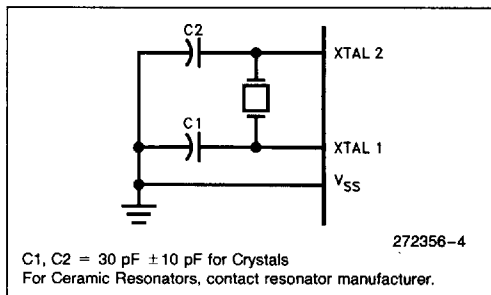 C2
XTAL 2
C1
XTAL 1
VSS
272356–4
C1, C2 = 30 pF ±10 pF for Crystals
For Ceramic Resonators, contact resonator manufacturer.